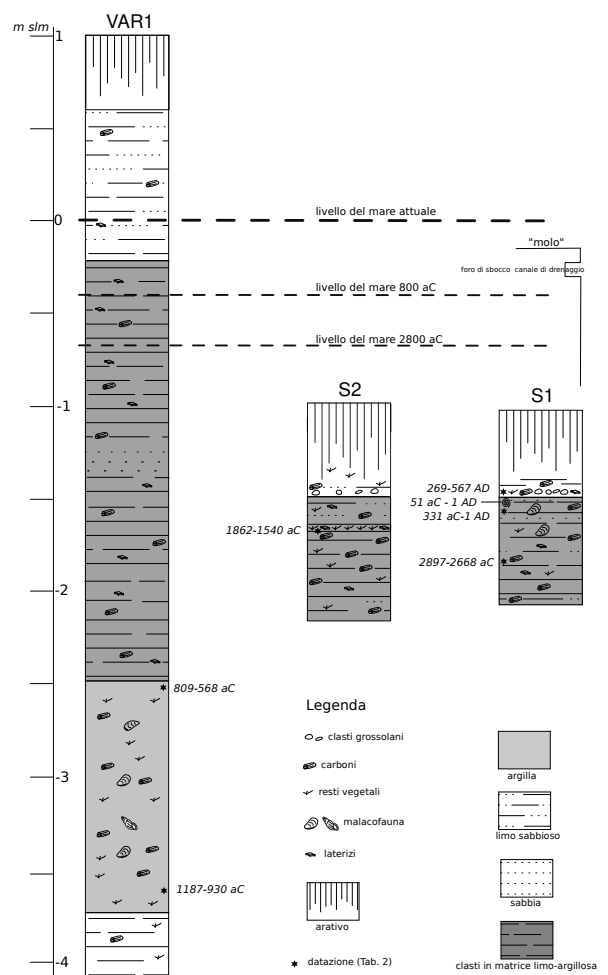 VAR1
m slm
1
0
-1
-2
-3
-4
livello del mare attuale
"molo"
foro di sbocco canale di drenaggio
livello del mare 800 aC
livello del mare 2800 aC
S2
S1
269-567 AD
51 aC - 1 AD
331 aC-1 AD
1862-1540 aC
2897-2668 aC
809-568 aC
1187-930 aC
Legenda
clasti grossolani
carboni
resti vegetali
malacofauna
laterizi
arativo
datazione (Tab. 2)
argilla
limo sabbioso
sabbia
clasti in matrice limo-argillosa